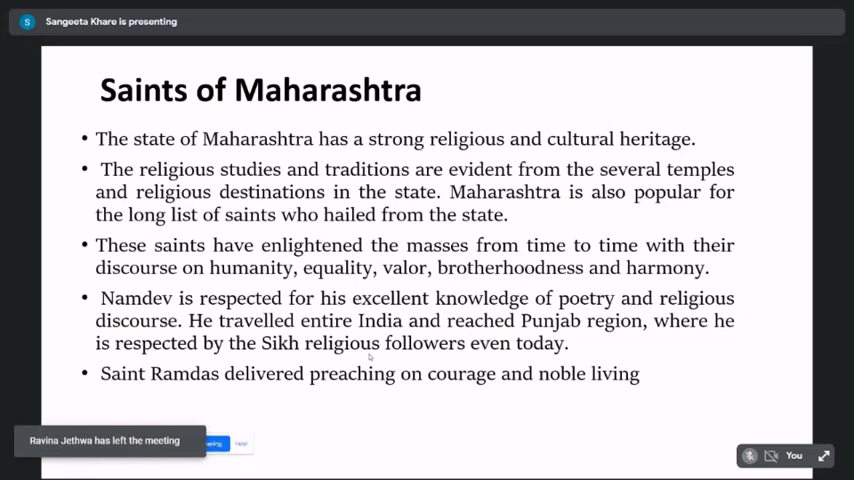 S Sangeeta Khare is presenting
Saints of Maharashtra
• The state of Maharashtra has a strong religious and cultural heritage.
• The religious studies and traditions are evident from the several temples
and religious destinations in the state. Maharashtra is also popular for
the long list of saints who hailed from the state.
• These saints have enlightened the masses from time to time with their
discourse on humanity, equality, valor, brotherhoodness and harmony.
• Namdev is respected for his excellent knowledge of poetry and religious
discourse. He travelled entire India and reached Punjab region, where he
is respected by the Sikh religious followers even today.
• Saint Ramdas delivered preaching on courage and noble living
Ravina Jethwa has left the meeting
You